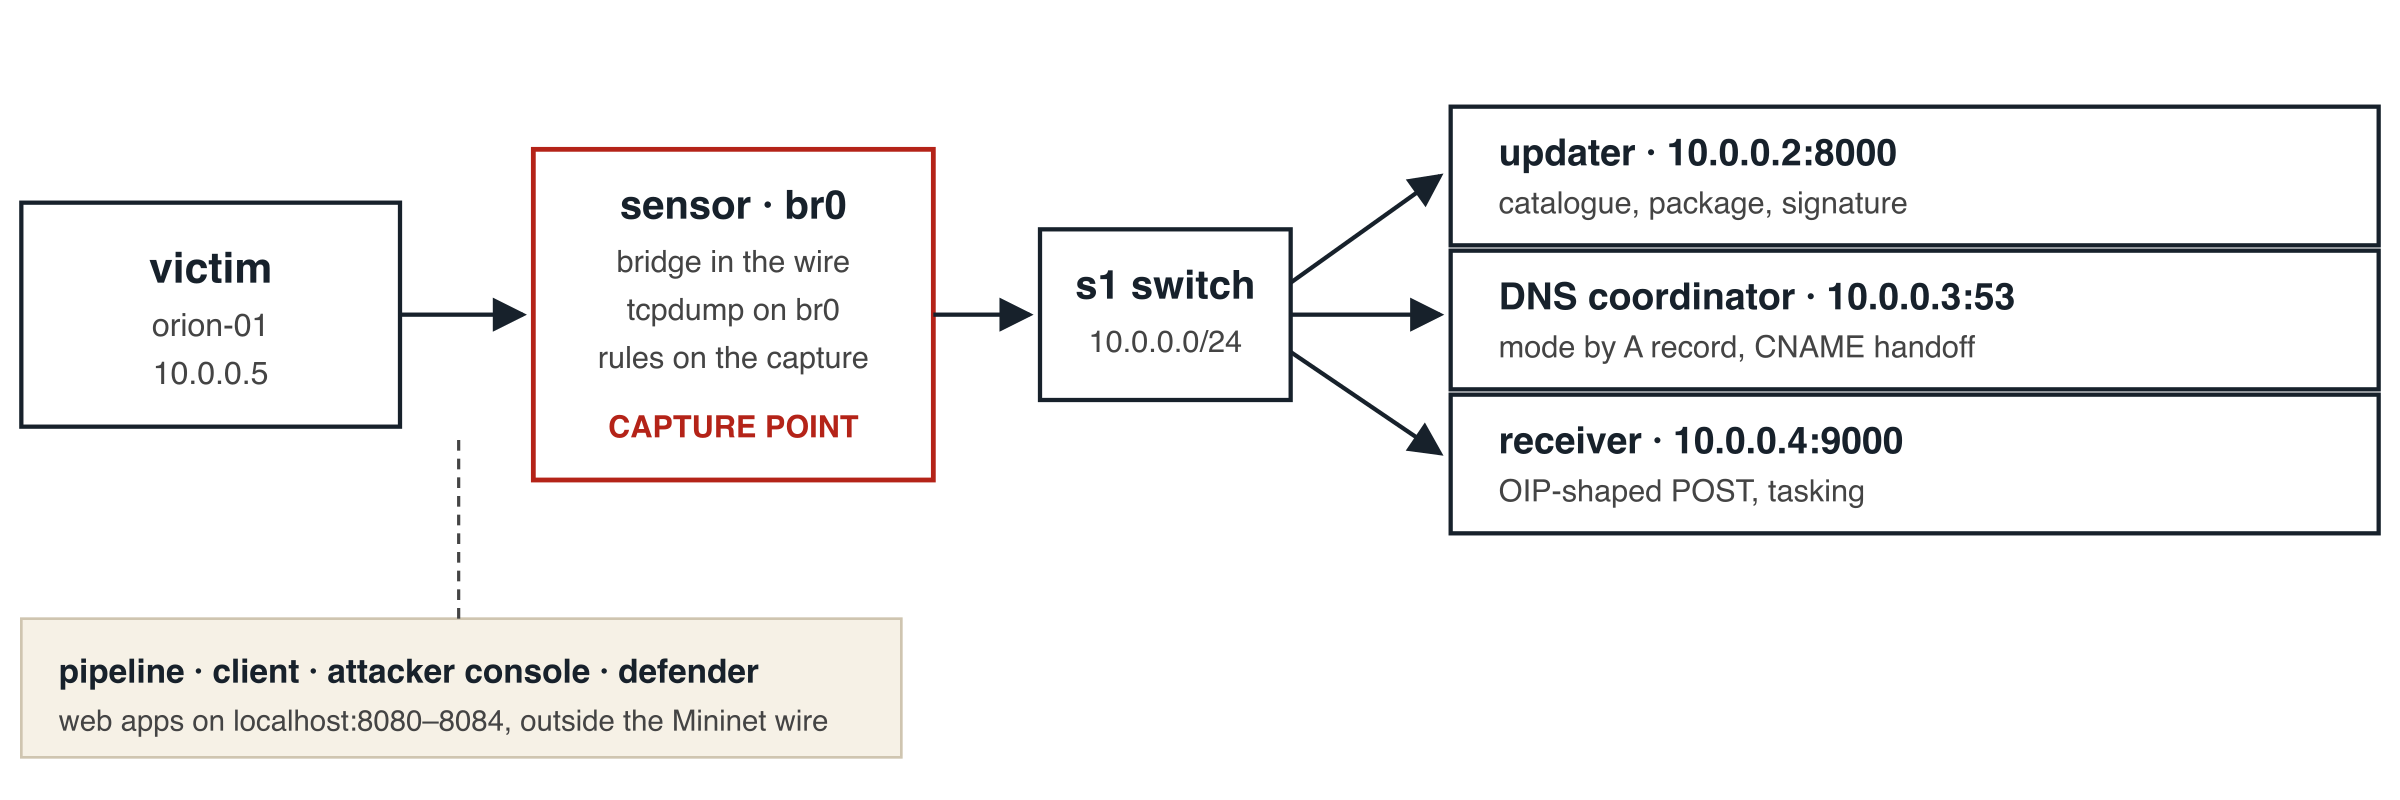 victim
orion-01
10.0.0.5
sensor · br0
bridge in the wire
tcpdump on br0
rules on the capture
CAPTURE POINT
s1 switch
10.0.0.0/24
updater · 10.0.0.2:8000
catalogue, package, signature
DNS coordinator · 10.0.0.3:53
mode by A record, CNAME handoff
receiver · 10.0.0.4:9000
OIP-shaped POST, tasking
pipeline · client · attacker console · defender
web apps on localhost:8080–8084, outside the Mininet wire